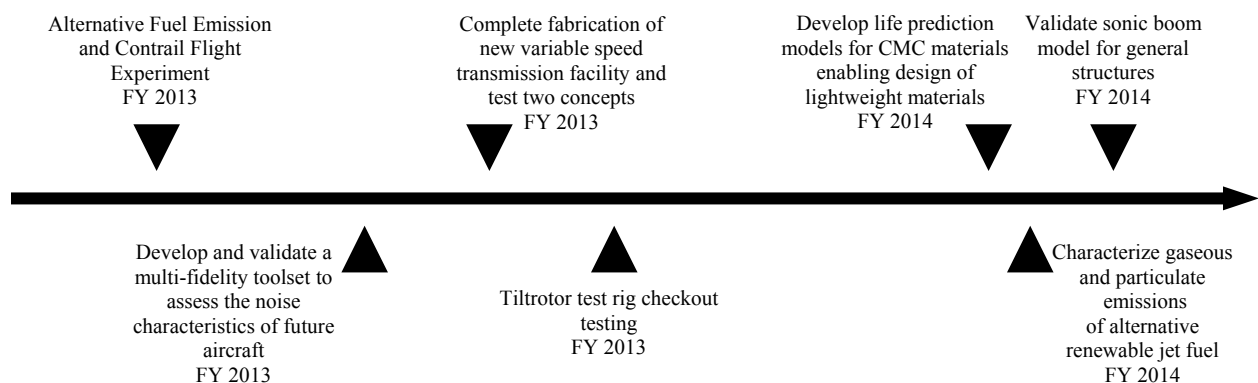 Alternative Fuel Emission
and Contrail Flight
Experiment
FY 2013
Complete fabrication of
new variable speed
transmission facility and
test two concepts
FY 2013
Develop life prediction
models for CMC materials
enabling design of
lightweight materials
FY 2014
Validate sonic boom
model for general
structures
FY 2014
Develop and validate a
multi-fidelity toolset to
assess the noise
characteristics of future
aircraft
FY 2013
Tiltrotor test rig checkout
testing
FY 2013
Characterize gaseous
and particulate
emissions
of alternative
renewable jet fuel
FY 2014